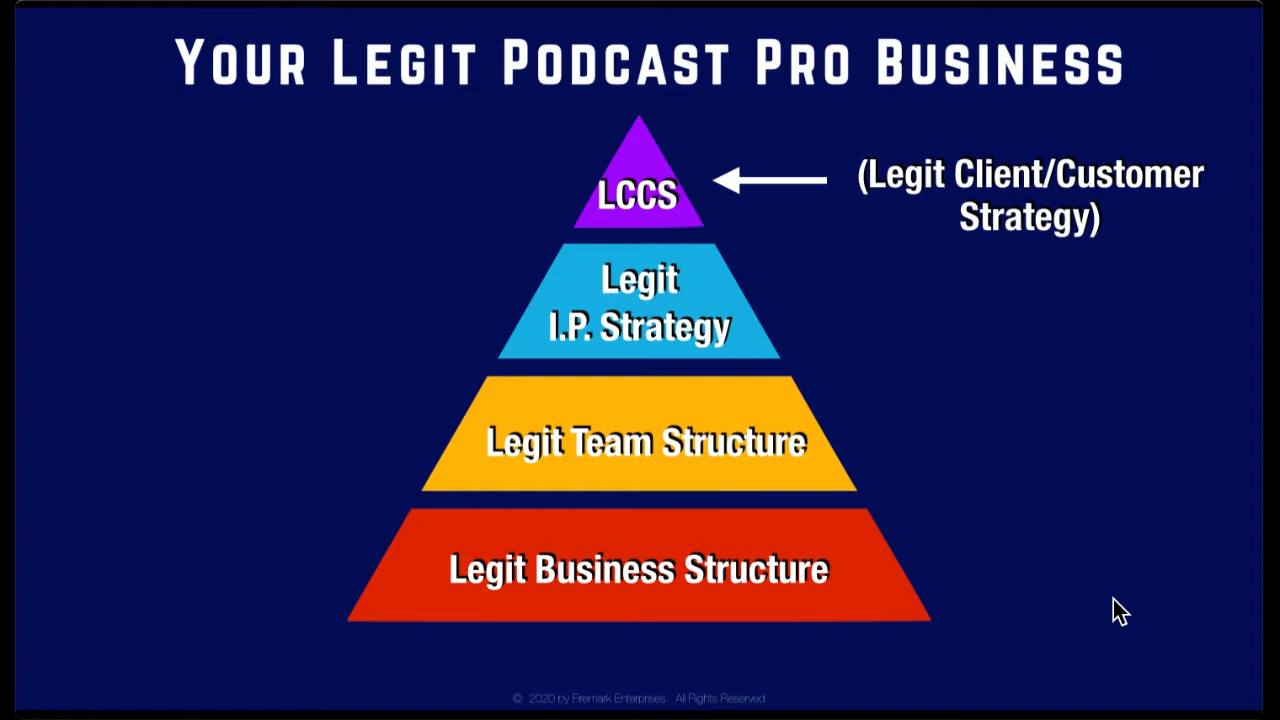 YOUR LEGIT PODCAST PRO BUSINESS
LCCS
(Legit Client/Customer
Strategy)
Legit
I.P. Strategy
Legit Team Structure
Legit Business Structure
© 2020 by Firemark Enterprises. All Rights Reserved